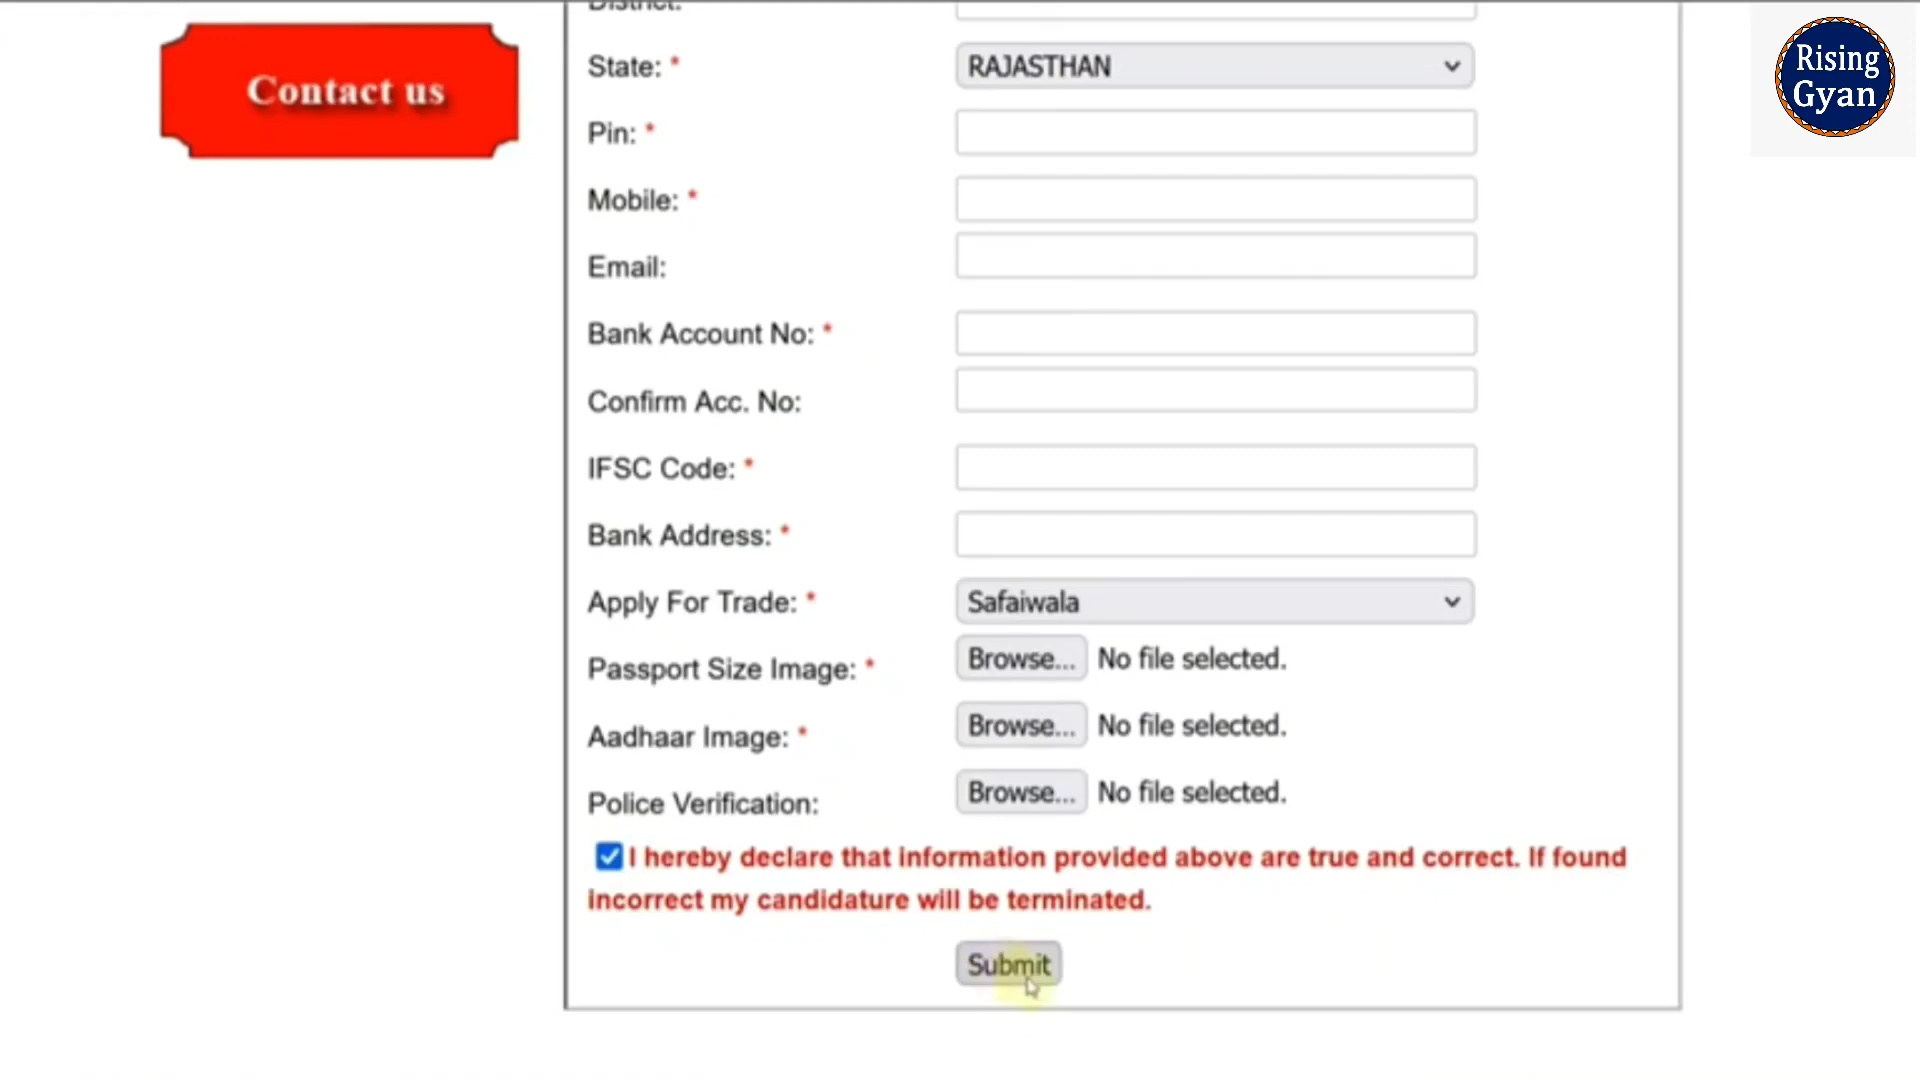 District:
Contact us
State: *
RAJASTHAN
Rising
Gyan
Pin: *
Mobile: *
Email:
Bank Account No: *
Confirm Acc. No:
IFSC Code: *
Bank Address: *
Apply For Trade: *
Safaiwala
Passport Size Image: *
Browse... No file selected.
Aadhaar Image: *
Browse... No file selected.
Police Verification:
Browse... No file selected.
I hereby declare that information provided above are true and correct. If found
incorrect my candidature will be terminated.
Submit